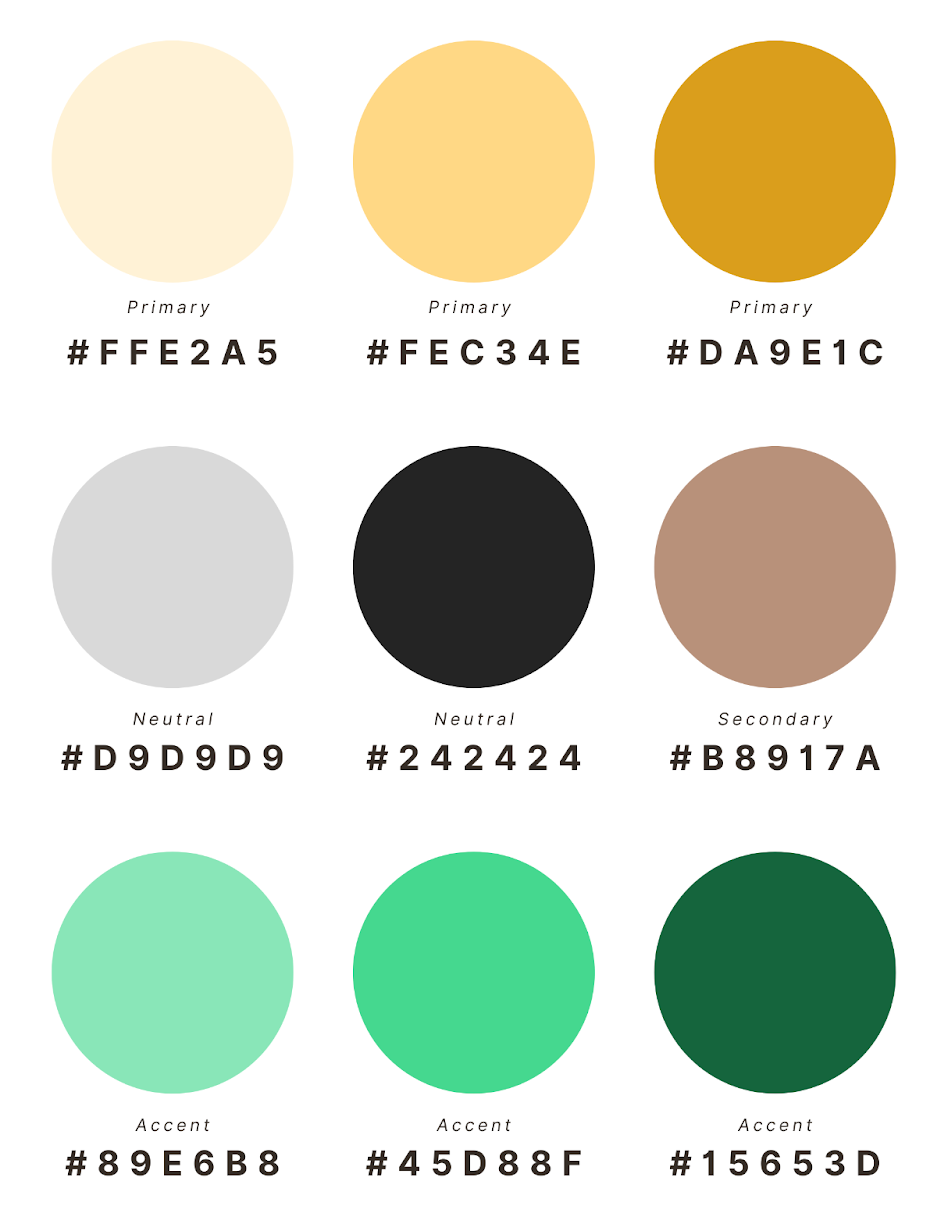 Primary Primary Primary
#FFE2A5 #FEC34E #DA9E1C
Neutral Neutral Secondary
#D9D9D9 #242424 #B8917A
Accent Accent Accent
#89E6B8 #45D88F #15653D